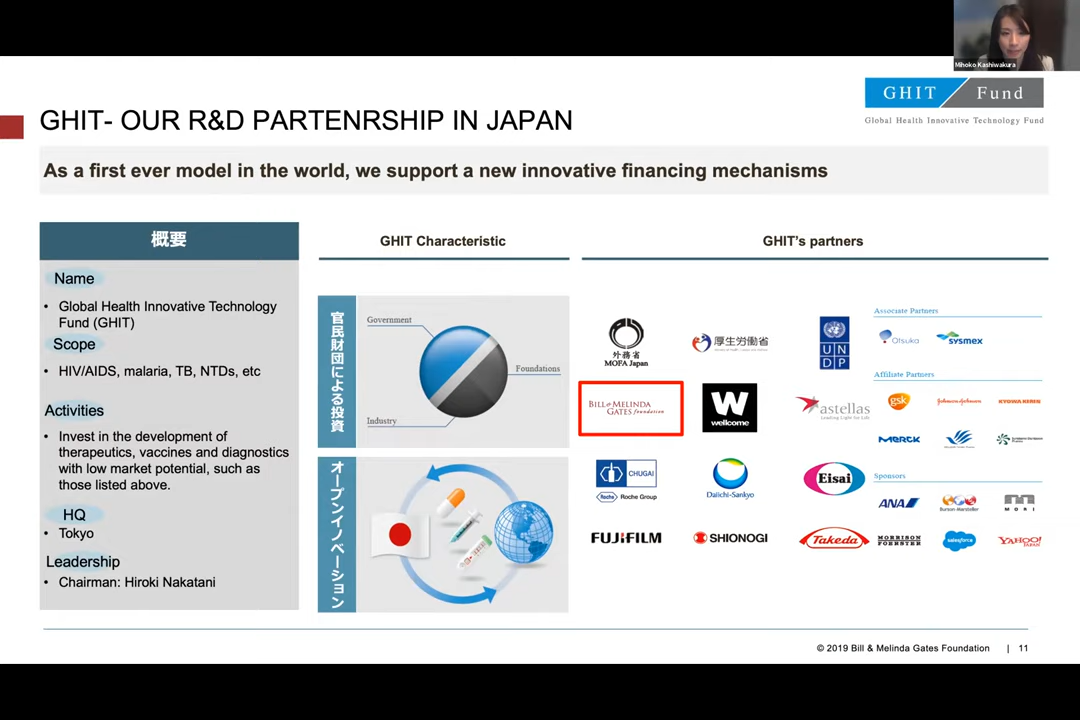 Mihoko Kashiwakura
GHIT Fund
Global Health Innovative Technology Fund
GHIT- OUR R&D PARTENRSHIP IN JAPAN
As a first ever model in the world, we support a new innovative financing mechanisms
概要
Name
• Global Health Innovative Technology
Fund (GHIT)
Scope
• HIV/AIDS, malaria, TB, NTDs, etc
Activities
• Invest in the development of
therapeutics, vaccines and diagnostics
with low market potential, such as
those listed above.
HQ
• Tokyo
Leadership
• Chairman: Hiroki Nakatani
GHIT Characteristic
官民財団による投資
Government
Foundations
Industry
オープンイノベーション
GHIT's partners
外務省
MOFA Japan
厚生労働省
UN
DP
BILL & MELINDA
GATES foundation
W
wellcome
astellas
Leading Light for Life
CHUGAI
Roche Roche Group
Daiichi-Sankyo
Eisai
FUJIFILM
SHIONOGI
Takeda
Associate Partners
Otsuka
sysmex
Affiliate Partners
gsk
Johnson & Johnson
KYOWA KIRIN
MERCK
Sponsors
ANA
Burson-Marsteller
MORI
MORRISON
FOERSTER
salesforce
YAHOO!
JAPAN
© 2019 Bill & Melinda Gates Foundation | 11